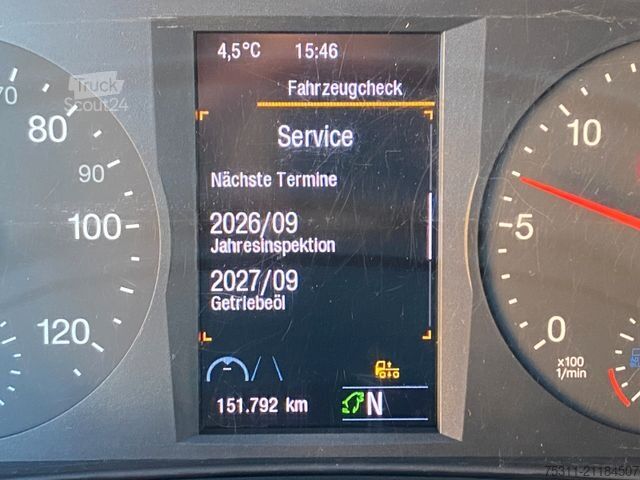 4,5°C 15:46
Fahrzeugcheck
Service
Nächste Termine
2026/09
Jahresinspektion
2027/09
Getriebeöl
151.792 km N
70
80
90
100
120
10
5
0
x100
1/min
Truck
Scout24
75311-21184507